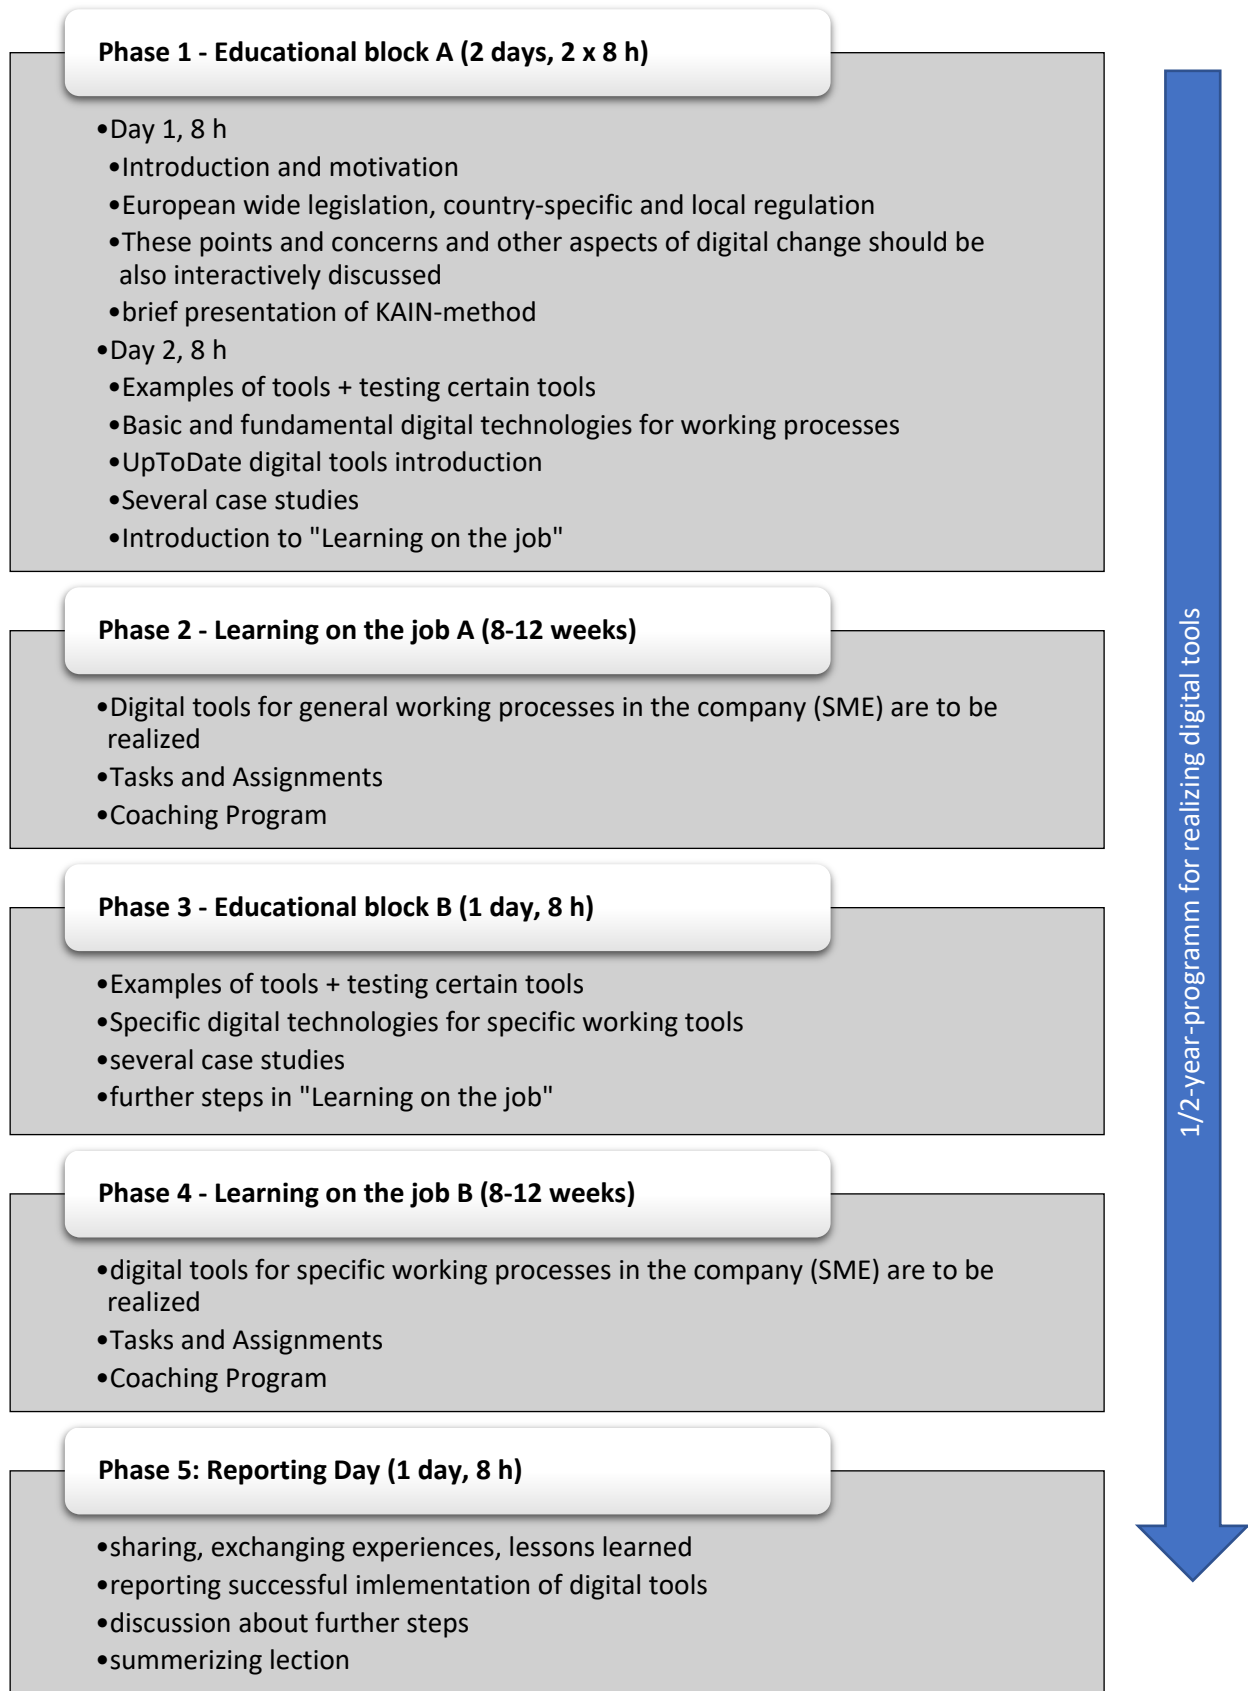 Phase 1 - Educational block A (2 days, 2 x 8 h)
•Day 1, 8 h
•Introduction and motivation
•European wide legislation, country-specific and local regulation
•These points and concerns and other aspects of digital change should be
also interactively discussed
•brief presentation of KAIN-method
•Day 2, 8 h
•Examples of tools + testing certain tools
•Basic and fundamental digital technologies for working processes
•UpToDate digital tools introduction
•Several case studies
•Introduction to "Learning on the job"
Phase 2 - Learning on the job A (8-12 weeks)
•Digital tools for general working processes in the company (SME) are to be
realized
•Tasks and Assignments
•Coaching Program
Phase 3 - Educational block B (1 day, 8 h)
•Examples of tools + testing certain tools
•Specific digital technologies for specific working tools
•several case studies
•further steps in "Learning on the job"
Phase 4 - Learning on the job B (8-12 weeks)
•digital tools for specific working processes in the company (SME) are to be
realized
•Tasks and Assignments
•Coaching Program
Phase 5: Reporting Day (1 day, 8 h)
•sharing, exchanging experiences, lessons learned
•reporting successful imlementation of digital tools
•discussion about further steps
•summerizing lection
1/2-year-programm for realizing digital tools